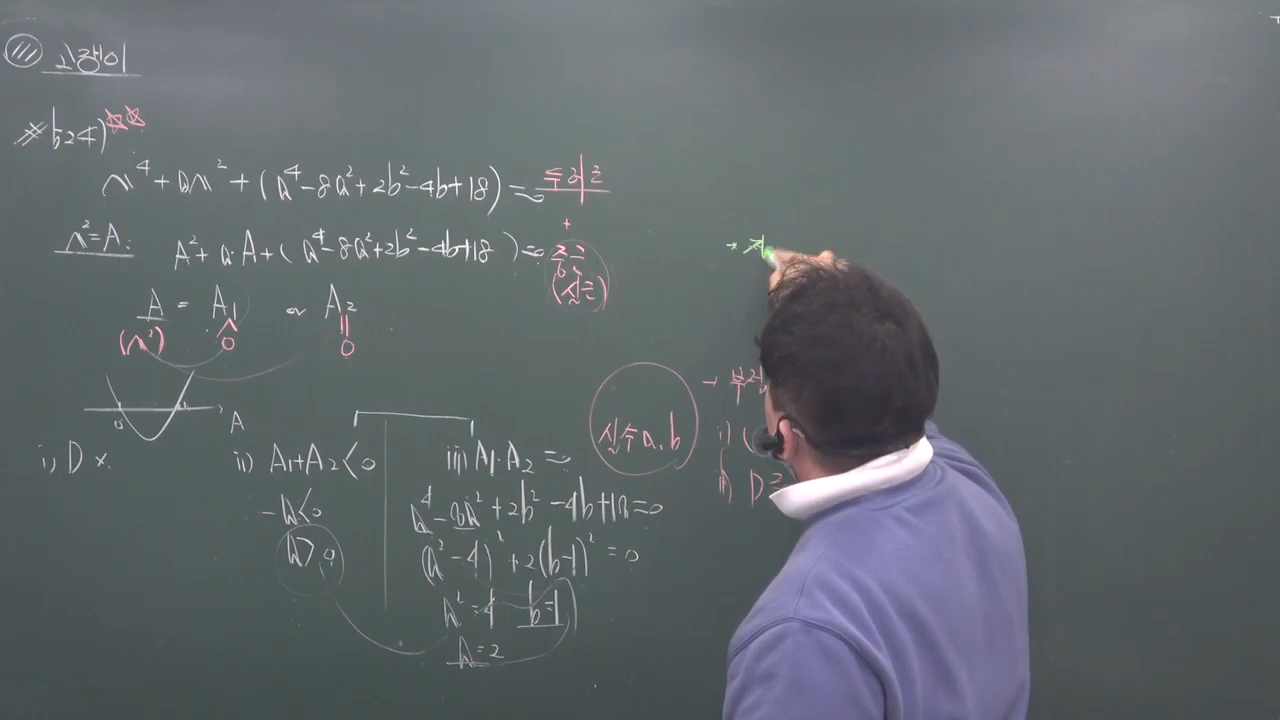 고쟁이
※ 624)
x⁴+ax²+(a⁴-8a²+2b²-4b+18)=0 두허근
x²=A: A²+a·A+(a⁴-8a²+2b²-4b+18)=0 + 중근
(실근)
A = A₁ or A₂
(x²) ∧ 0 || 0
0 A
i) D ×. ii) A₁+A₂<0 iii) A₁·A₂=0
실수 a, b
i) (
-a<0 a⁴-8a²+2b²-4b+18=0 ii) D≥
a>0 (a²-4)²+2(b-1)²=0
a²=4 b=1
a=2